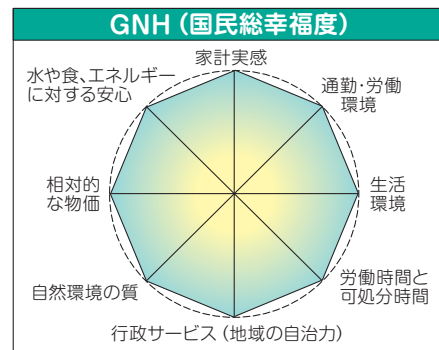 GNH（国民総幸福度）
家計実感
通勤・労働
環境
生活
環境
労働時間と
可処分時間
行政サービス（地域の自治力）
自然環境の質
相対的
な物価
水や食、エネルギー
に対する安心